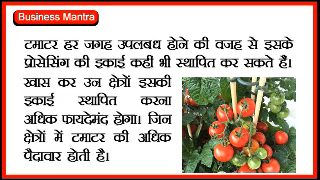 Business Mantra
टमाटर हर जगह उपलबध होने की वजह से इसके
प्रोसेसिंग की इकाई कहीं भी स्थापित कर सकते हैं।
खास कर उन क्षेत्रों इसकी
इकाई स्थापित करना
अधिक फायदेमंद होगा। जिन
क्षेत्रों में टमाटर की अधिक
पैदावार होती है।